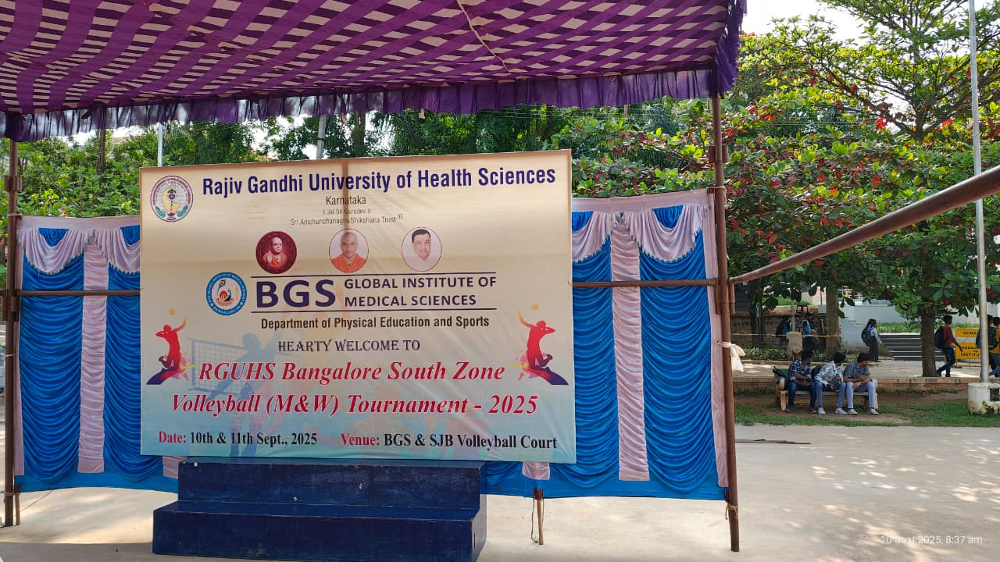 Rajiv Gandhi University of Health Sciences
Karnataka
|| Jai Sri Gurudev ||
Sri Adichunchanagiri Shikshana Trust ®
BGS GLOBAL INSTITUTE OF
MEDICAL SCIENCES
Department of Physical Education and Sports
HEARTY WELCOME TO
RGUHS Bangalore South Zone
Volleyball (M&W) Tournament - 2025
Date: 10th & 11th Sept., 2025 Venue: BGS & SJB Volleyball Court
10 Sept 2025, 8:37 am